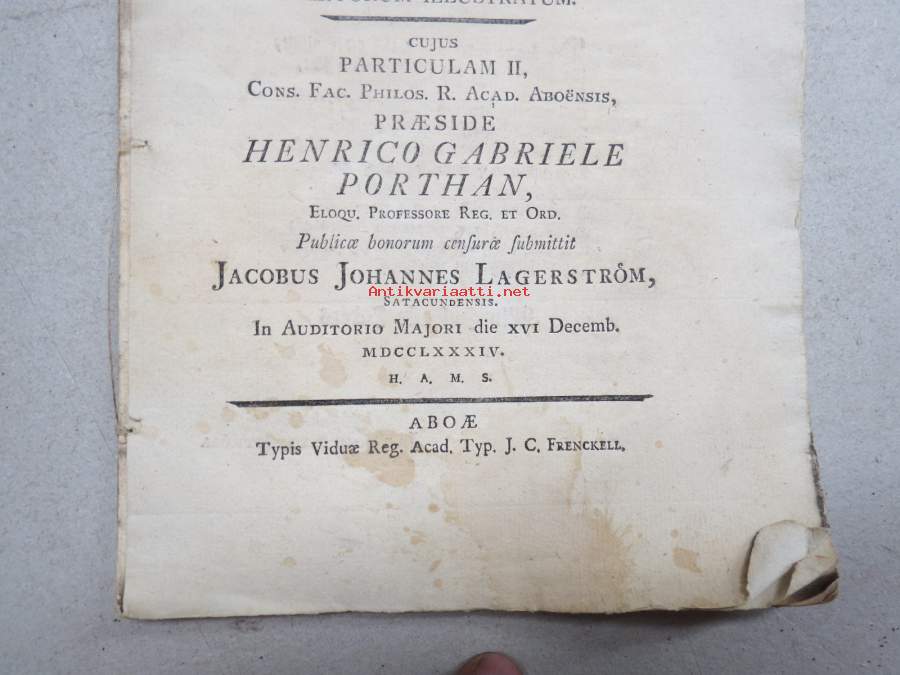 ILLUSTRATUM.
CUJUS
PARTICULAM II,
CONS. FAC. PHILOS. R. ACAD. ABOËNSIS,
PRÆSIDE
HENRICO GABRIELE
PORTHAN,
ELOQU. PROFESSORE REG. ET ORD.
Publicæ bonorum cenſuræ ſubmittit
JACOBUS JOHANNES LAGERSTRÖM,
Antikvariaatti.net
SATACUNDENSIS.
In AUDITORIO MAJORI die XVI Decemb.
MDCCLXXXIV.
H. A. M. S.
ABOÆ
Typis Viduæ Reg. Acad. Typ. J. C. FRENCKELL.